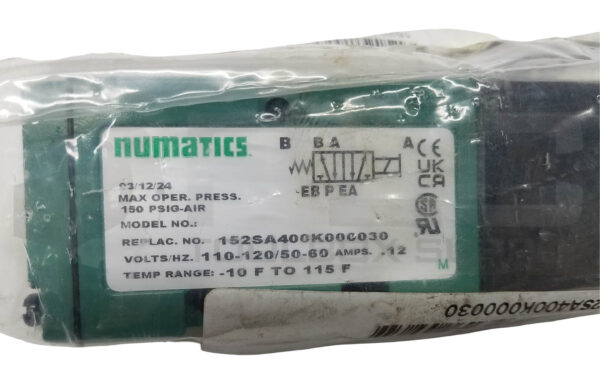 numatics
B B A A
EB P EA
03/12/24
MAX OPER. PRESS.
150 PSIG-AIR
MODEL NO.:
REPLAC. NO. 152SA400K000030
VOLTS/HZ. 110-120/50-60 AMPS. .12
TEMP RANGE: -10 F TO 115 F
CE
UK
CA
M
2SA400K000030